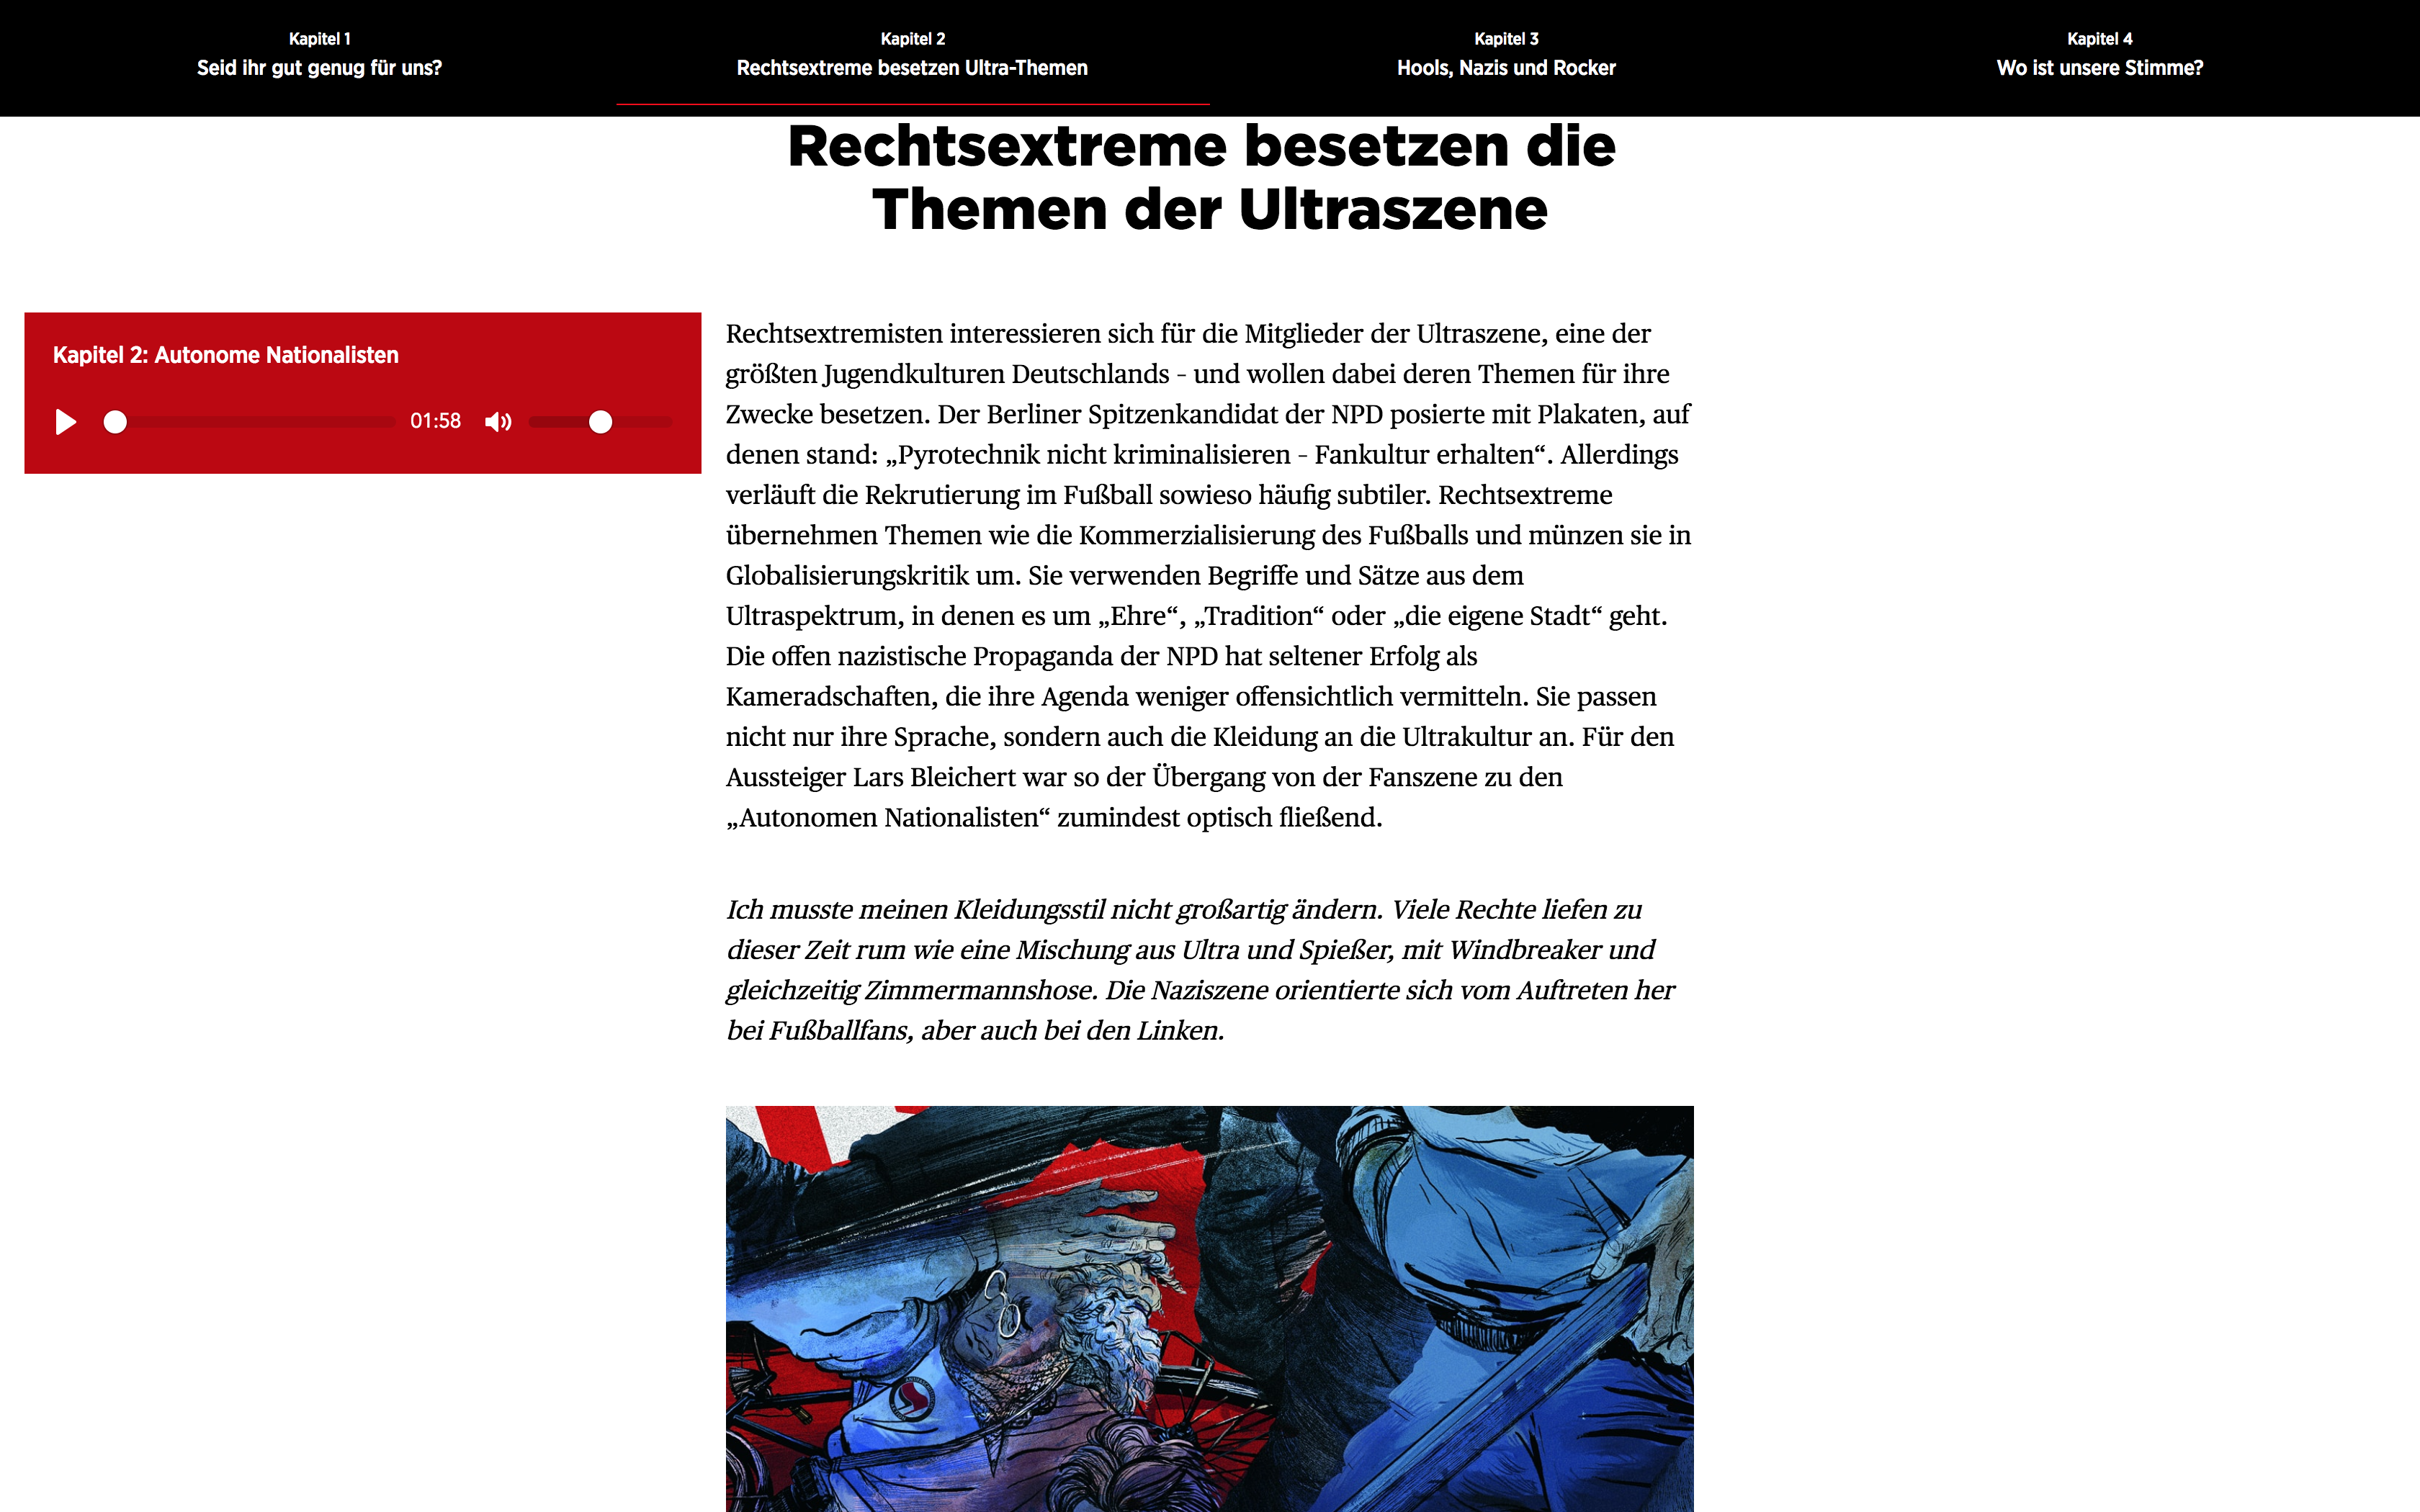 Kapitel 1
Seid ihr gut genug für uns?
Kapitel 2
Rechtsextreme besetzen Ultra-Themen
Kapitel 3
Hools, Nazis und Rocker
Kapitel 4
Wo ist unsere Stimme?
Rechtsextreme besetzen die
Themen der Ultraszene
Kapitel 2: Autonome Nationalisten
01:58
Rechtsextremisten interessieren sich für die Mitglieder der Ultraszene, eine der
größten Jugendkulturen Deutschlands – und wollen dabei deren Themen für ihre
Zwecke besetzen. Der Berliner Spitzenkandidat der NPD posierte mit Plakaten, auf
denen stand: „Pyrotechnik nicht kriminalisieren – Fankultur erhalten“. Allerdings
verläuft die Rekrutierung im Fußball sowieso häufig subtiler. Rechtsextreme
übernehmen Themen wie die Kommerzialisierung des Fußballs und münzen sie in
Globalisierungskritik um. Sie verwenden Begriffe und Sätze aus dem
Ultraspektrum, in denen es um „Ehre“, „Tradition“ oder „die eigene Stadt“ geht.
Die offen nazistische Propaganda der NPD hat seltener Erfolg als
Kameradschaften, die ihre Agenda weniger offensichtlich vermitteln. Sie passen
nicht nur ihre Sprache, sondern auch die Kleidung an die Ultrakultur an. Für den
Aussteiger Lars Bleichert war so der Übergang von der Fanszene zu den
„Autonomen Nationalisten“ zumindest optisch fließend.
Ich musste meinen Kleidungsstil nicht großartig ändern. Viele Rechte liefen zu
dieser Zeit rum wie eine Mischung aus Ultra und Spießer, mit Windbreaker und
gleichzeitig Zimmermannshose. Die Naziszene orientierte sich vom Auftreten her
bei Fußballfans, aber auch bei den Linken.